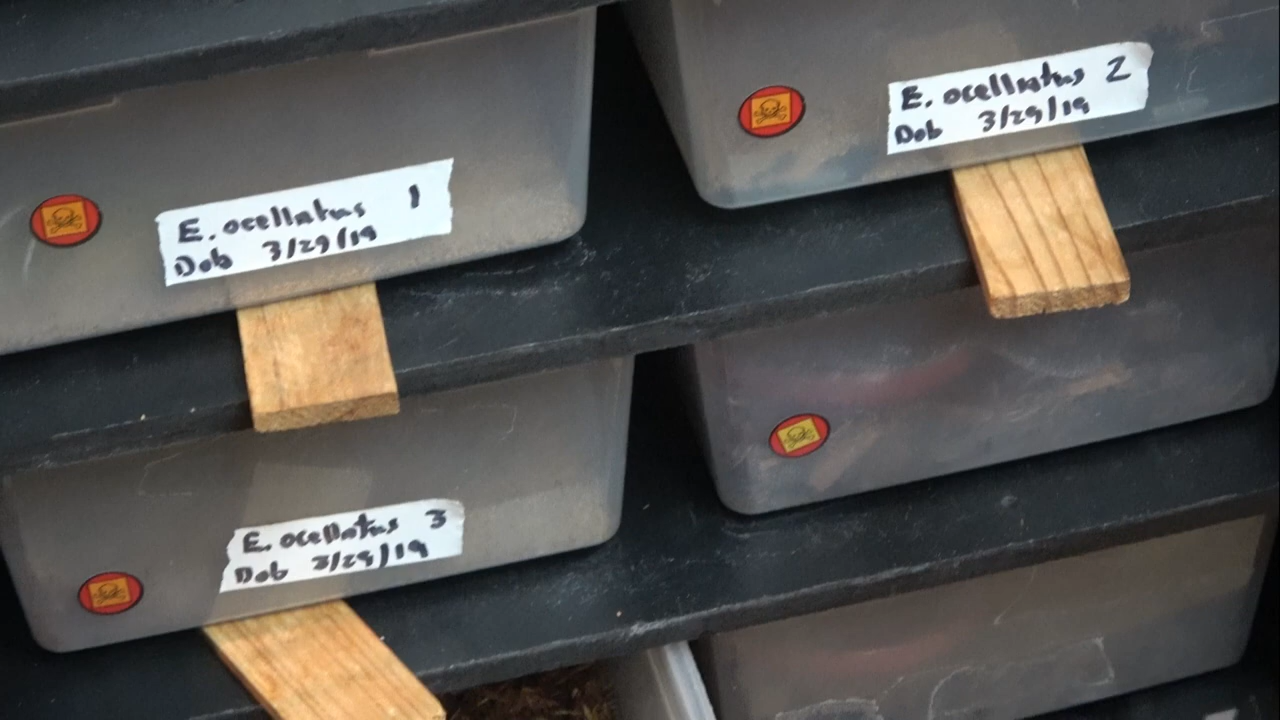 E. ocellatus 1
Dob 3/29/19
E. ocellatus 2
Dob 3/29/19
E. ocellatus 3
Dob 3/29/19